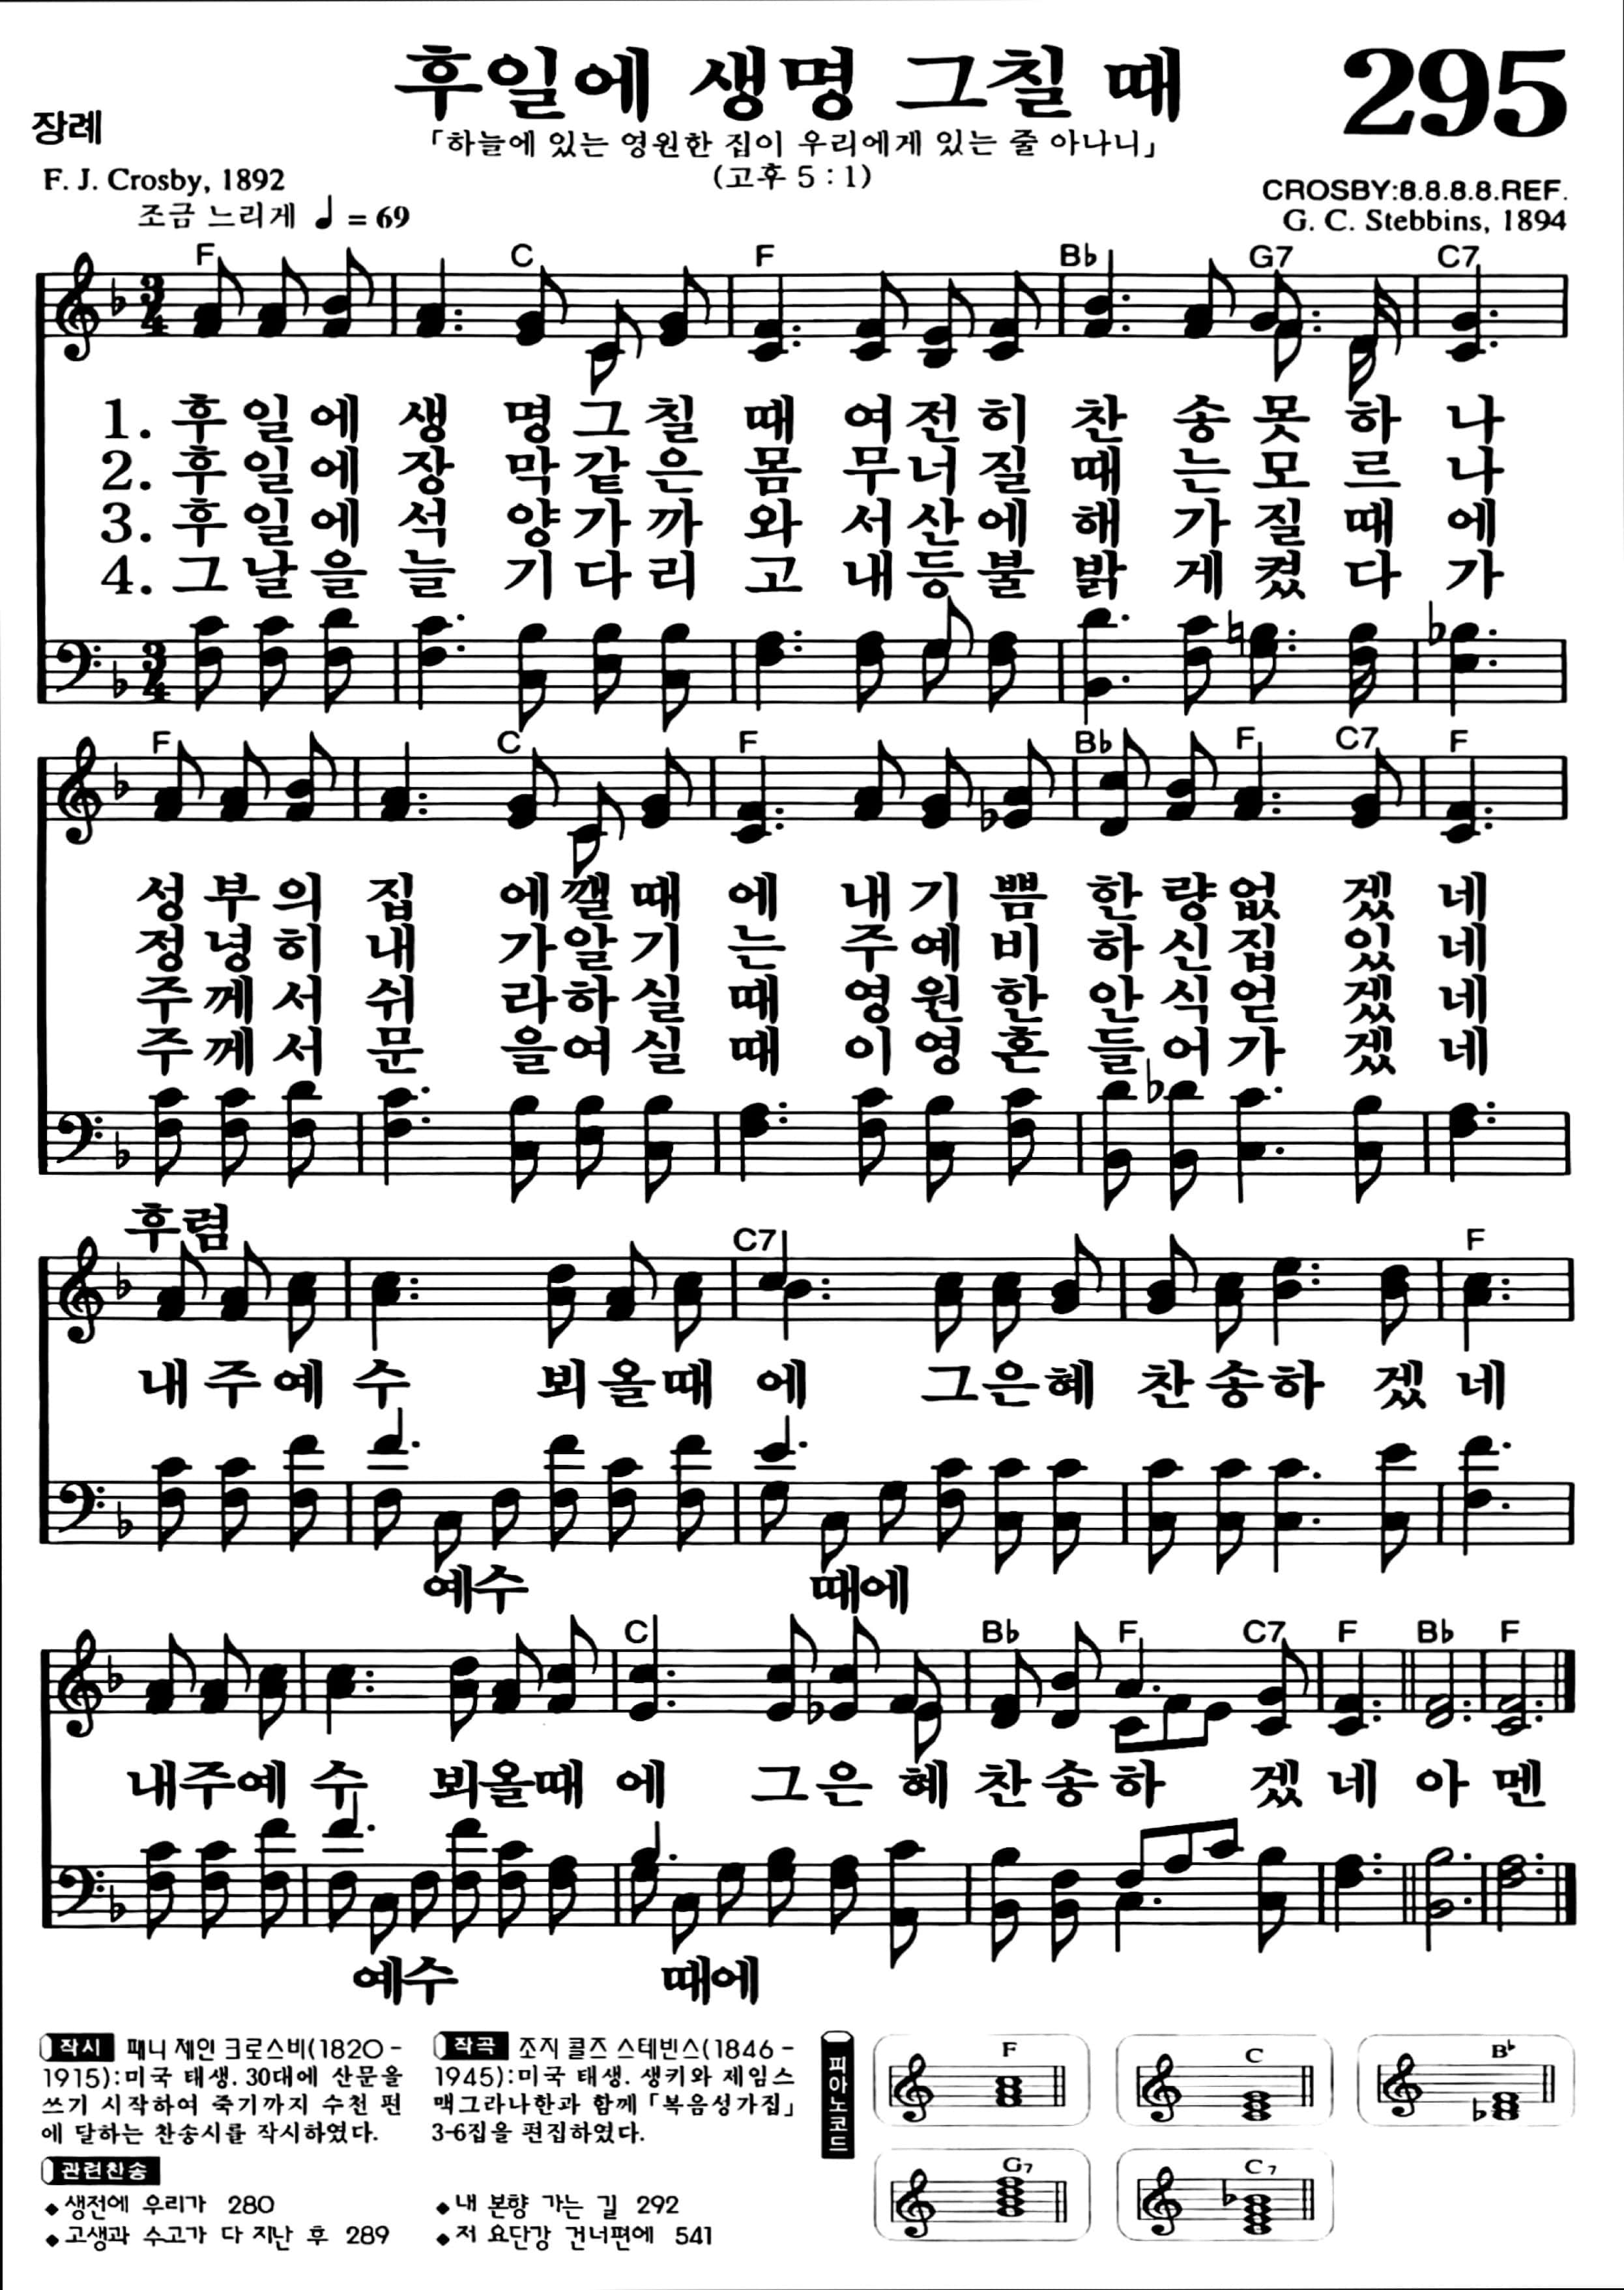 후일에 생명 그칠 때
295
장례
「하늘에 있는 영원한 집이 우리에게 있는 줄 아나니」
(고후 5 : 1)
F. J. Crosby, 1892
CROSBY:8.8.8.8.REF.
조금 느리게 ♩ = 69
G. C. Stebbins, 1894
F C F B♭ G7 C7
1. 후 일 에 생 명 그 칠 때 여 전 히 찬 송 못 하 나
2. 후 일 에 장 막 같 은 몸 무 너 질 때 는 모 르 나
3. 후 일 에 석 양 가 까 와 서 산 에 해 가 질 때 에
4. 그 날 을 늘 기 다 리 고 내 등 불 밝 게 켰 다 가
F C F B♭ F C7 F
성 부 의 집 에 깰 때 에 내 기 쁨 한 량 없 겠 네
정 녕 히 내 가 알 기 는 주 예 비 하 신 집 있 네
주 께 서 쉬 라 하 실 때 영 원 한 안 식 얻 겠 네
주 께 서 문 을 여 실 때 이 영 혼 들 어 가 겠 네
후렴
C7 F
내 주 예 수 뵈 올 때 에 그 은 혜 찬 송 하 겠 네
예수 때에
C B♭ F C7 F B♭ F
내 주 예 수 뵈 올 때 에 그 은 혜 찬 송 하 겠 네 아 멘
예수 때에
작시 패니 제인 크로스비(1820-
1915):미국 태생. 30대에 산문을
쓰기 시작하여 죽기까지 수천 편
에 달하는 찬송시를 작시하였다.
작곡 조지 콜즈 스테빈스(1846-
1945):미국 태생. 생키와 제임스
맥그라나한과 함께 「복음성가집」
3-6집을 편집하였다.
관련찬송
◆생전에 우리가 280
◆고생과 수고가 다 지난 후 289
◆내 본향 가는 길 292
◆저 요단강 건너편에 541
피아노코드
F C B♭
G7 C7